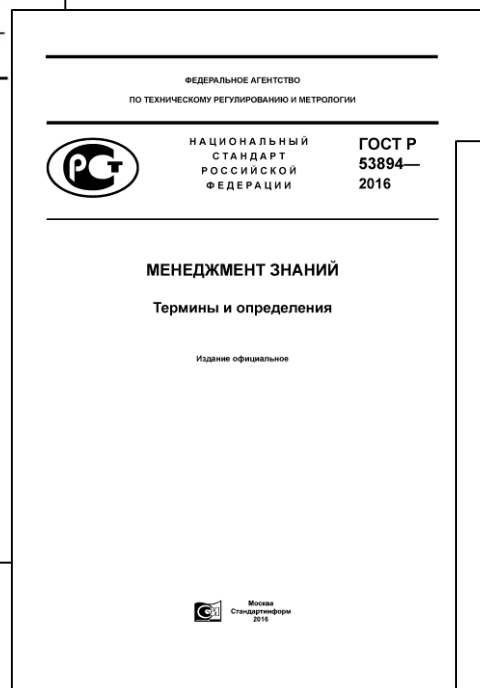 ФЕДЕРАЛЬНОЕ АГЕНТСТВО
ПО ТЕХНИЧЕСКОМУ РЕГУЛИРОВАНИЮ И МЕТРОЛОГИИ
РСТ
НАЦИОНАЛЬНЫЙ
СТАНДАРТ
РОССИЙСКОЙ
ФЕДЕРАЦИИ
ГОСТ Р
53894—
2016
МЕНЕДЖМЕНТ ЗНАНИЙ
Термины и определения
Издание официальное
Москва
Стандартинформ
2016